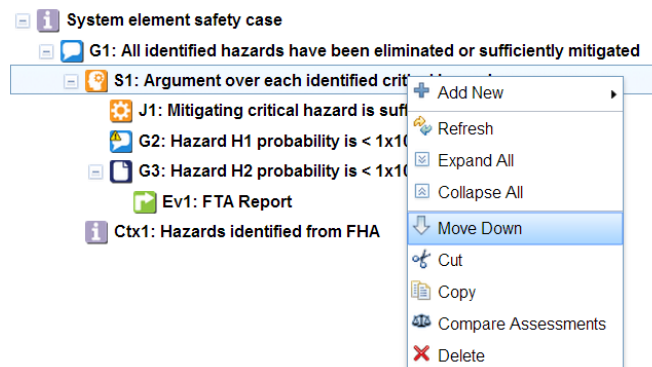 System element safety case
G1: All identified hazards have been eliminated or sufficiently mitigated
S1: Argument over each identified
Add New
J1: Mitigating critical hazard is
Refresh
G2: Hazard H1 probability is < 1x10
Expand All
G3: Hazard H2 probability is < 1x10
Collapse All
Ev1: FTA Report
Ctx1: Hazards identified from FHA
Move Down
Cut
Copy
Compare Assessments
Delete